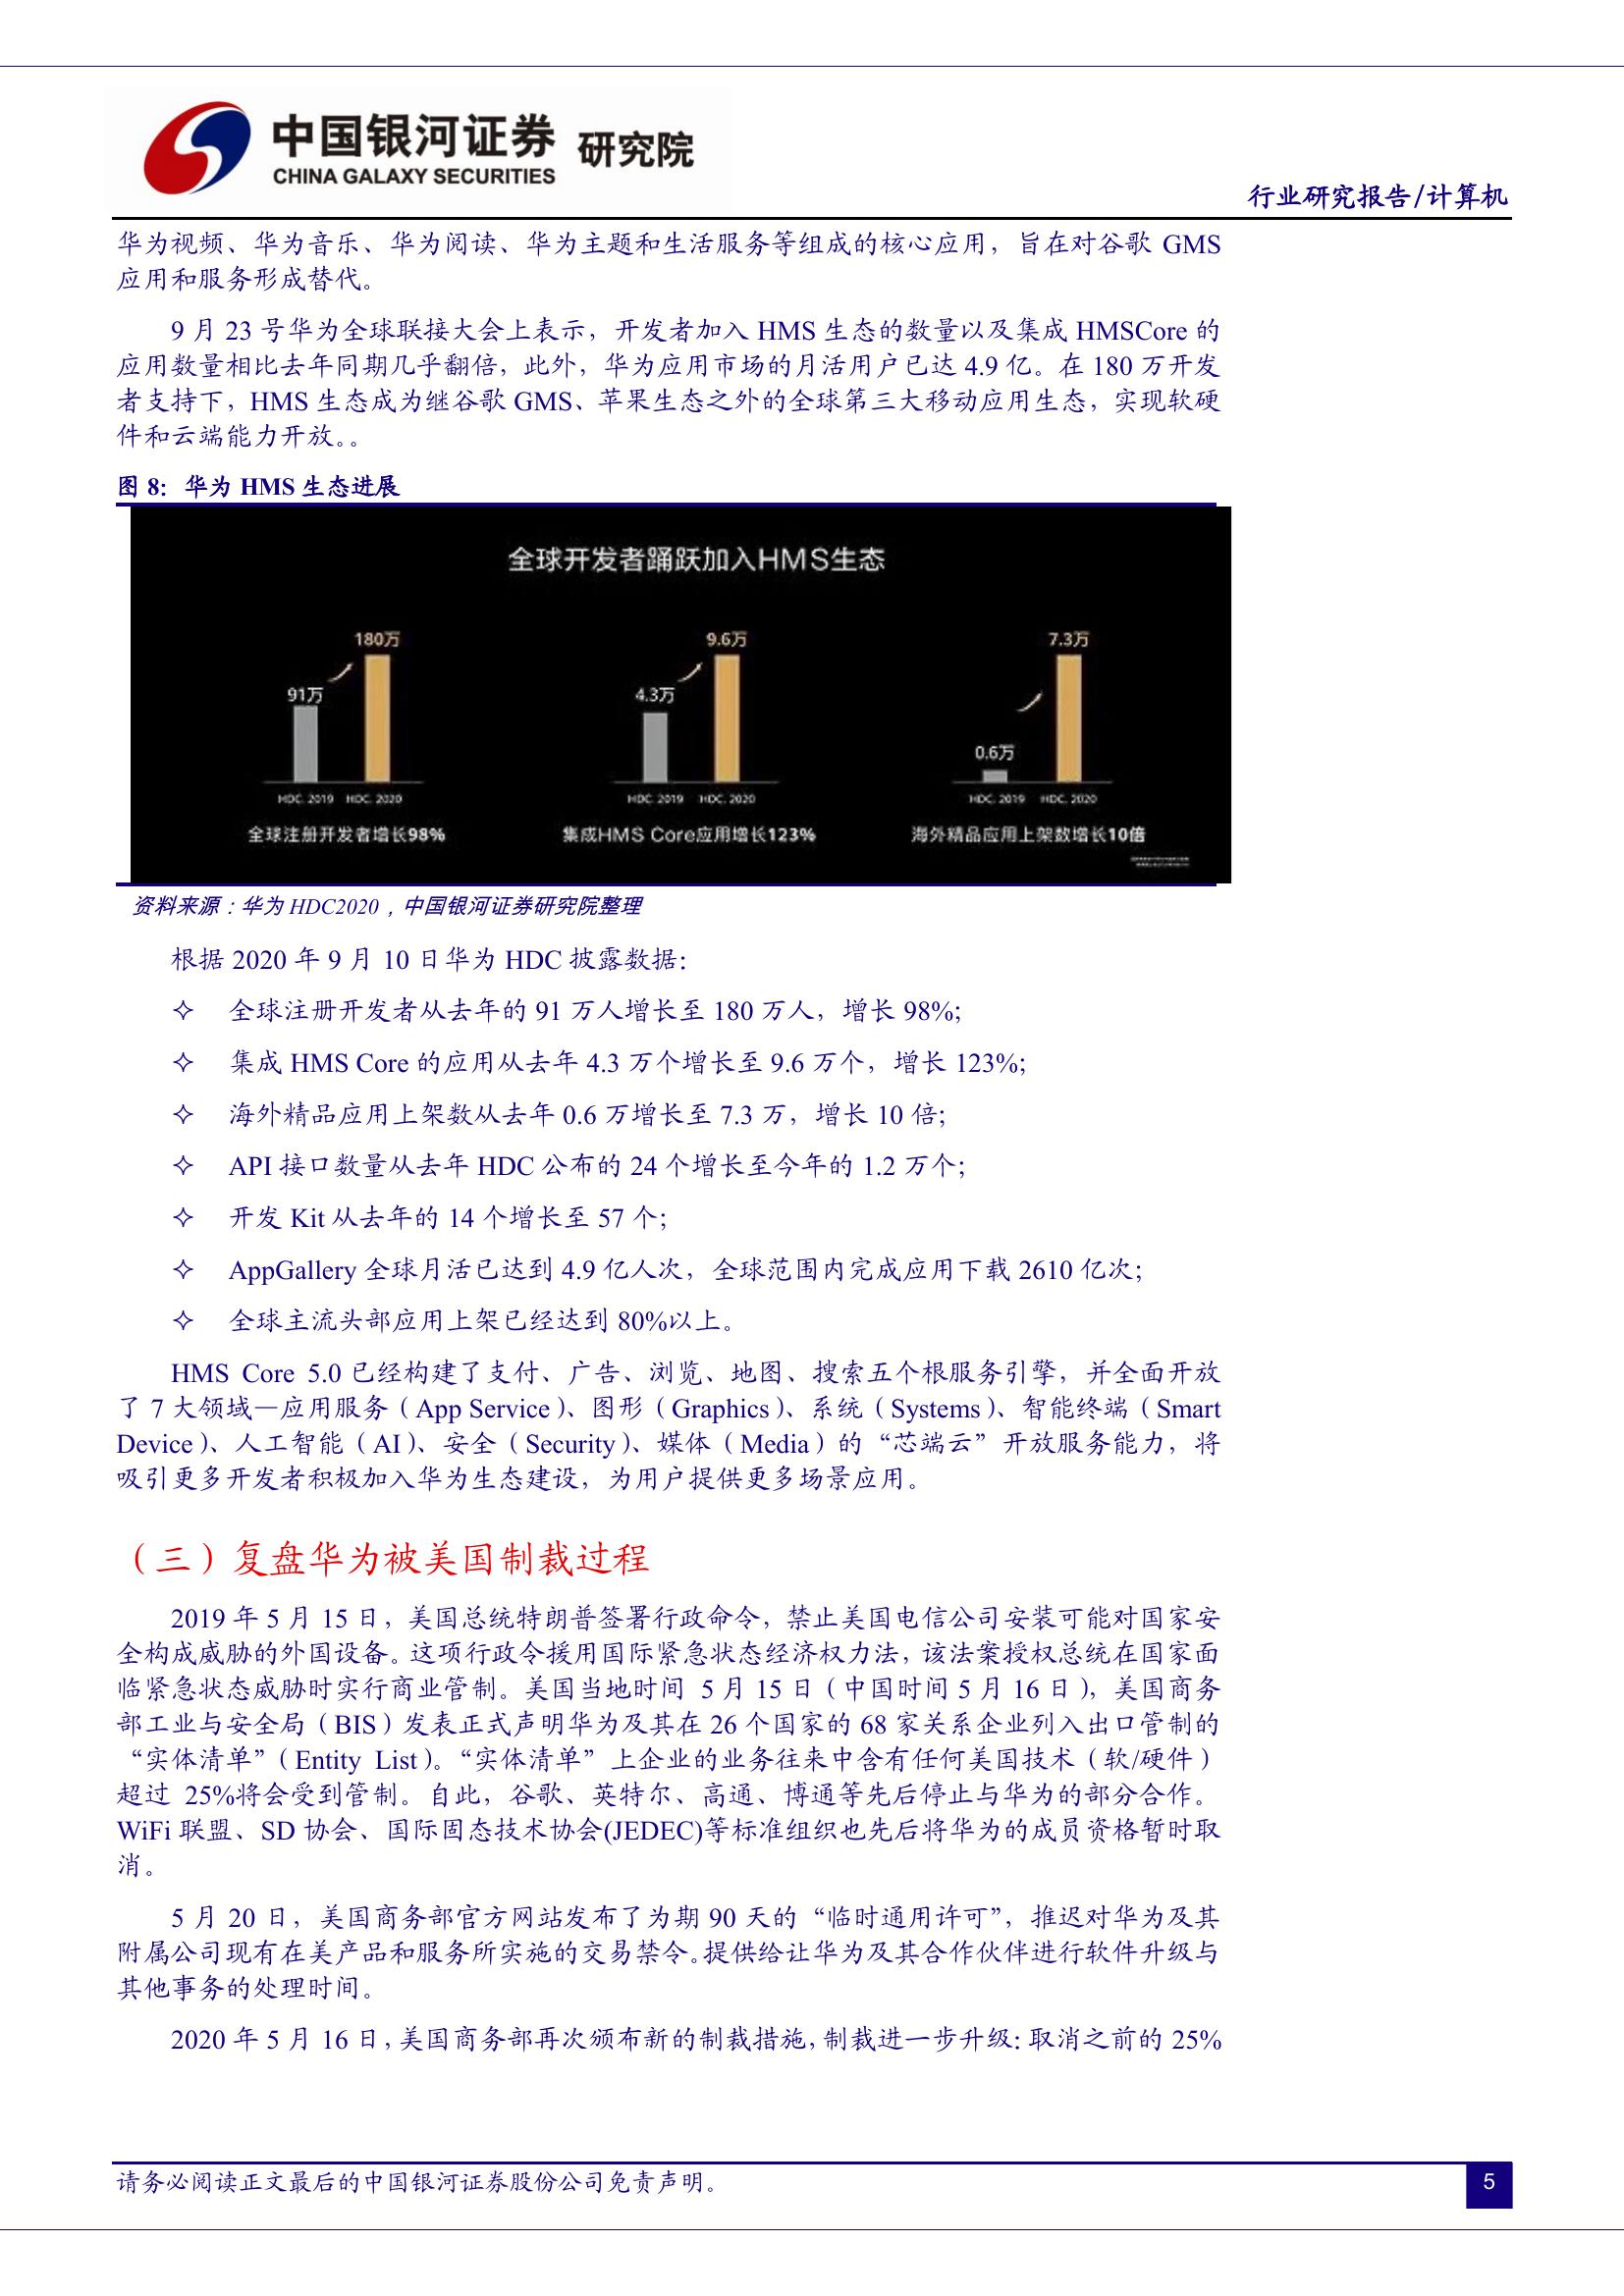 中国银河证券 研究院
CHINA GALAXY SECURITIES
行业研究报告/计算机
华为视频、华为音乐、华为阅读、华为主题和生活服务等组成的核心应用，旨在对谷歌 GMS
应用和服务形成替代。
9 月 23 号华为全球联接大会上表示，开发者加入 HMS 生态的数量以及集成 HMSCore 的
应用数量相比去年同期几乎翻倍，此外，华为应用市场的月活用户已达 4.9 亿。在 180 万开发
者支持下，HMS 生态成为继谷歌 GMS、苹果生态之外的全球第三大移动应用生态，实现软硬
件和云端能力开放。。
图 8：华为 HMS 生态进展
全球开发者踊跃加入HMS生态
180万
91万
HDC. 2019 HDC. 2020
全球注册开发者增长98%
9.6万
4.3万
HDC. 2019 HDC. 2020
集成HMS Core应用增长123%
7.3万
0.6万
HDC. 2019 HDC. 2020
海外精品应用上架数增长10倍
资料来源：华为 HDC2020，中国银河证券研究院整理
根据 2020 年 9 月 10 日华为 HDC 披露数据：
✧ 全球注册开发者从去年的 91 万人增长至 180 万人，增长 98%；
✧ 集成 HMS Core 的应用从去年 4.3 万个增长至 9.6 万个，增长 123%；
✧ 海外精品应用上架数从去年 0.6 万增长至 7.3 万，增长 10 倍；
✧ API 接口数量从去年 HDC 公布的 24 个增长至今年的 1.2 万个；
✧ 开发 Kit 从去年的 14 个增长至 57 个；
✧ AppGallery 全球月活已达到 4.9 亿人次，全球范围内完成应用下载 2610 亿次；
✧ 全球主流头部应用上架已经达到 80%以上。
HMS Core 5.0 已经构建了支付、广告、浏览、地图、搜索五个根服务引擎，并全面开放
了 7 大领域—应用服务（App Service）、图形（Graphics）、系统（Systems）、智能终端（Smart
Device）、人工智能（AI）、安全（Security）、媒体（Media）的“芯端云”开放服务能力，将
吸引更多开发者积极加入华为生态建设，为用户提供更多场景应用。
（三）复盘华为被美国制裁过程
2019 年 5 月 15 日，美国总统特朗普签署行政命令，禁止美国电信公司安装可能对国家安
全构成威胁的外国设备。这项行政令援用国际紧急状态经济权力法，该法案授权总统在国家面
临紧急状态威胁时实行商业管制。美国当地时间 5 月 15 日（中国时间 5 月 16 日），美国商务
部工业与安全局（BIS）发表正式声明华为及其在 26 个国家的 68 家关系企业列入出口管制的
“实体清单”（Entity List）。“实体清单”上企业的业务往来中含有任何美国技术（软/硬件）
超过 25%将会受到管制。自此，谷歌、英特尔、高通、博通等先后停止与华为的部分合作。
WiFi 联盟、SD 协会、国际固态技术协会(JEDEC)等标准组织也先后将华为的成员资格暂时取
消。
5 月 20 日，美国商务部官方网站发布了为期 90 天的“临时通用许可”，推迟对华为及其
附属公司现有在美产品和服务所实施的交易禁令。提供给让华为及其合作伙伴进行软件升级与
其他事务的处理时间。
2020 年 5 月 16 日，美国商务部再次颁布新的制裁措施，制裁进一步升级：取消之前的 25%
请务必阅读正文最后的中国银河证券股份公司免责声明。
5